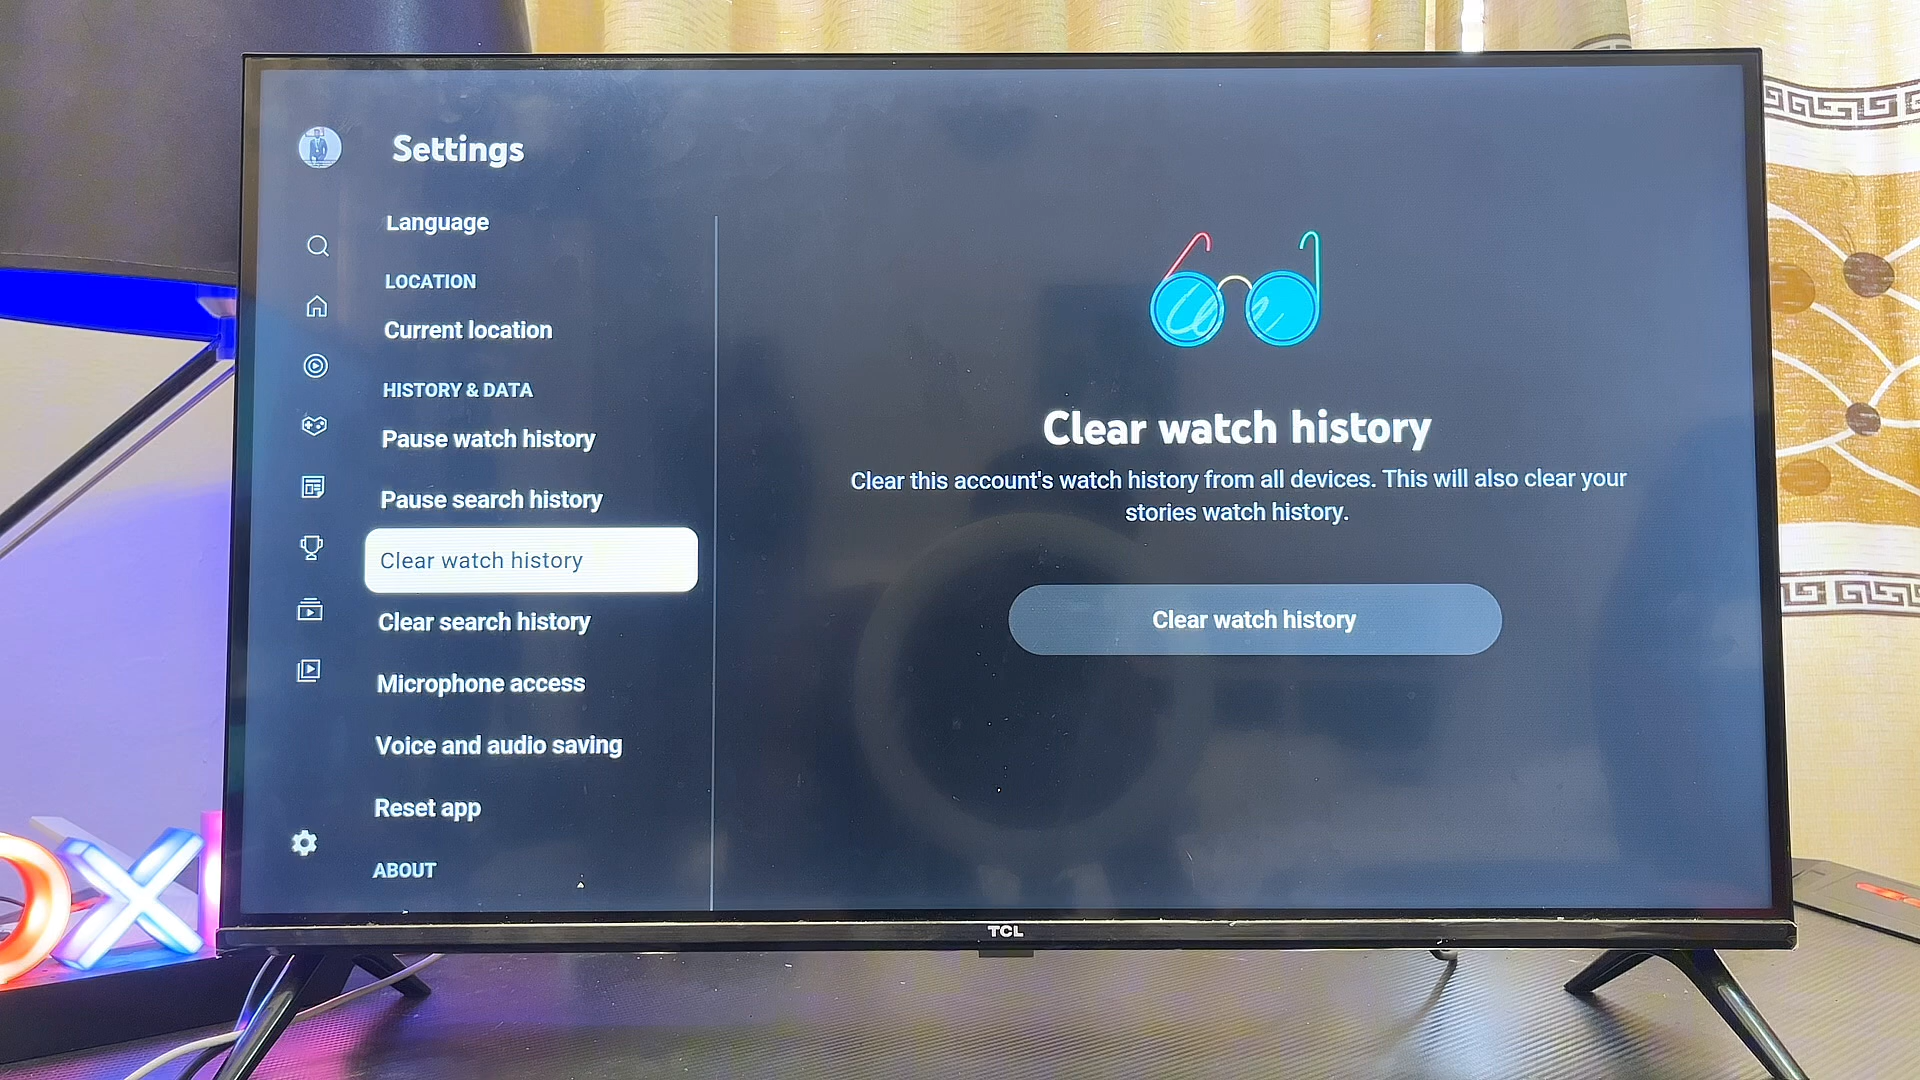 Settings
Language
LOCATION
Current location
HISTORY & DATA
Pause watch history
Pause search history
Clear watch history
Clear search history
Microphone access
Voice and audio saving
Reset app
ABOUT
Clear watch history
Clear this account's watch history from all devices. This will also clear your
stories watch history.
Clear watch history
TCL
OX